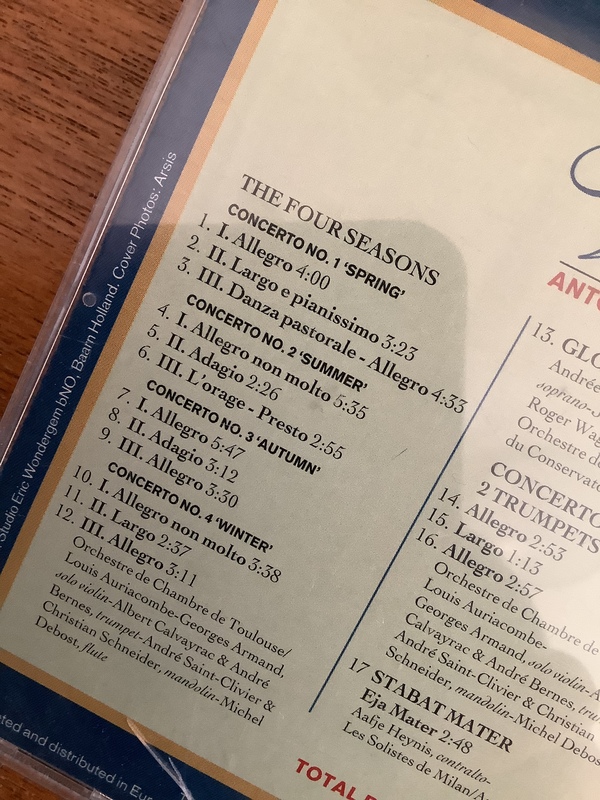 THE FOUR SEASONS
CONCERTO NO. 1 ‘SPRING’
1. I. Allegro 4:00
2. II. Largo e pianissimo 3:23
3. III. Danza pastorale - Allegro 4:33
CONCERTO NO. 2 ‘SUMMER’
4. I. Allegro non molto 5:35
5. II. Adagio 2:26
6. III. L'orage - Presto 2:55
CONCERTO NO. 3 ‘AUTUMN’
7. I. Allegro 5:47
8. II. Adagio 3:12
9. III. Allegro 3:30
CONCERTO NO. 4 ‘WINTER’
10. I. Allegro non molto 3:38
11. II. Largo 2:37
12. III. Allegro 3:11
Orchestre de Chambre de Toulouse/
Louis Auriacombe-Georges Armand,
solo violin-Albert Calvayrac & André
Bernes, trumpet-André Saint-Clivier &
Christian Schneider, mandolin-Michel
Debost, flute
ANTO
13. GLO
Andrée
soprano-J
Roger Wag
Orchestre de
du Conservato
CONCERTO
2 TRUMPETS
14. Allegro 2:53
15. Largo 1:13
16. Allegro 2:57
Orchestre de Chambre de
Louis Auriacombe-
Georges Armand, solo violin-A
Calvayrac & André Bernes, trum
André Saint-Clivier & Christian
Schneider, mandolin-Michel Debos
17 STABAT MATER
Eja Mater 2:48
Aafje Heynis, contralto-
Les Solistes de Milan/A
TOTAL
Studio Eric Wondergem bNO, Baarn Holland. Cover Photos: Arsis
ted and distributed in Eur